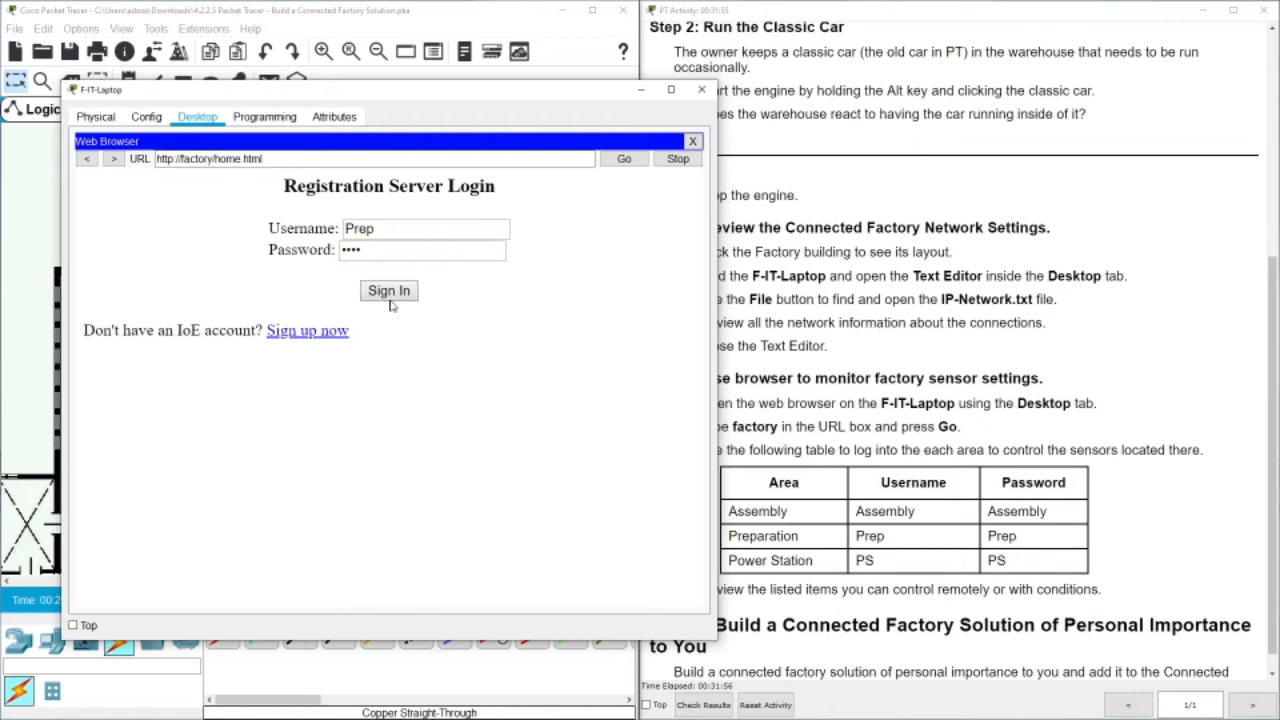 Cisco Packet Tracer - C:\Users\adosz\Downloads\4.2.2.5 Packet Tracer - Build a Connected Factory Solution.pka
File Edit Options View Tools Extensions Help
?
Logic
F-IT-Laptop
Physical Config Desktop Programming Attributes
Web Browser X
< > URL http://factory/home.html Go Stop
Registration Server Login
Username: Prep
Password: ••••
Sign In
Don't have an IoE account? Sign up now
Top
Time: 00:2
Copper Straight-Through
PT Activity: 00:31:55
Step 2: Run the Classic Car
The owner keeps a classic car (the old car in PT) in the warehouse that needs to be run
occasionally.
art the engine by holding the Alt key and clicking the classic car.
es the warehouse react to having the car running inside of it?
op the engine.
eview the Connected Factory Network Settings.
ck the Factory building to see its layout.
d the F-IT-Laptop and open the Text Editor inside the Desktop tab.
e the File button to find and open the IP-Network.txt file.
view all the network information about the connections.
ose the Text Editor.
se browser to monitor factory sensor settings.
en the web browser on the F-IT-Laptop using the Desktop tab.
pe factory in the URL box and press Go.
e the following table to log into the each area to control the sensors located there.
Area Username Password
Assembly Assembly Assembly
Preparation Prep Prep
Power Station PS PS
view the listed items you can control remotely or with conditions.
Build a Connected Factory Solution of Personal Importance
to You
Build a connected factory solution of personal importance to you and add it to the Connected
Time Elapsed: 00:31:56
Top Check Results Reset Activity < 1/1 >